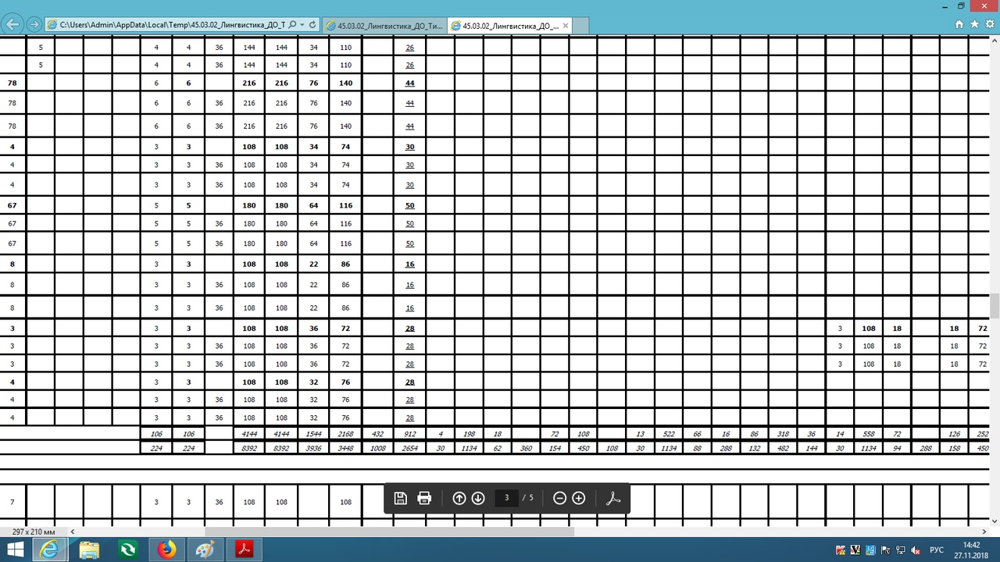 C:\Users\Admin\AppData\Local\Temp\45.03.02_Лингвистика_ДО_Т
45.03.02_Лингвистика_ДО_Ти...
45.03.02_Лингвистика_ДО_...
5 4 4 36 144 144 34 110 26
5 4 4 36 144 144 34 110 26
78 6 6 216 216 76 140 44
78 6 6 36 216 216 76 140 44
78 6 6 36 216 216 76 140 44
4 3 3 108 108 34 74 30
4 3 3 36 108 108 34 74 30
4 3 3 36 108 108 34 74 30
67 5 5 180 180 64 116 50
67 5 5 36 180 180 64 116 50
67 5 5 36 180 180 64 116 50
8 3 3 108 108 22 86 16
8 3 3 36 108 108 22 86 16
8 3 3 36 108 108 22 86 16
3 3 3 108 108 36 72 28 3 108 18 18 72
3 3 3 36 108 108 36 72 28 3 108 18 18 72
3 3 3 36 108 108 36 72 28 3 108 18 18 72
4 3 3 108 108 32 76 28
4 3 3 36 108 108 32 76 28
4 3 3 36 108 108 32 76 28
106 106 4144 4144 1544 2168 432 912 4 198 18 72 108 13 522 66 16 86 318 36 14 558 72 126 252
224 224 8392 8392 3936 3448 1008 2654 30 1134 62 360 154 450 108 30 1134 88 288 132 482 144 30 1134 94 288 158 450
7 3 3 36 108 108 108
3 / 5
297 x 210 мм
РУС
14:42
27.11.2018